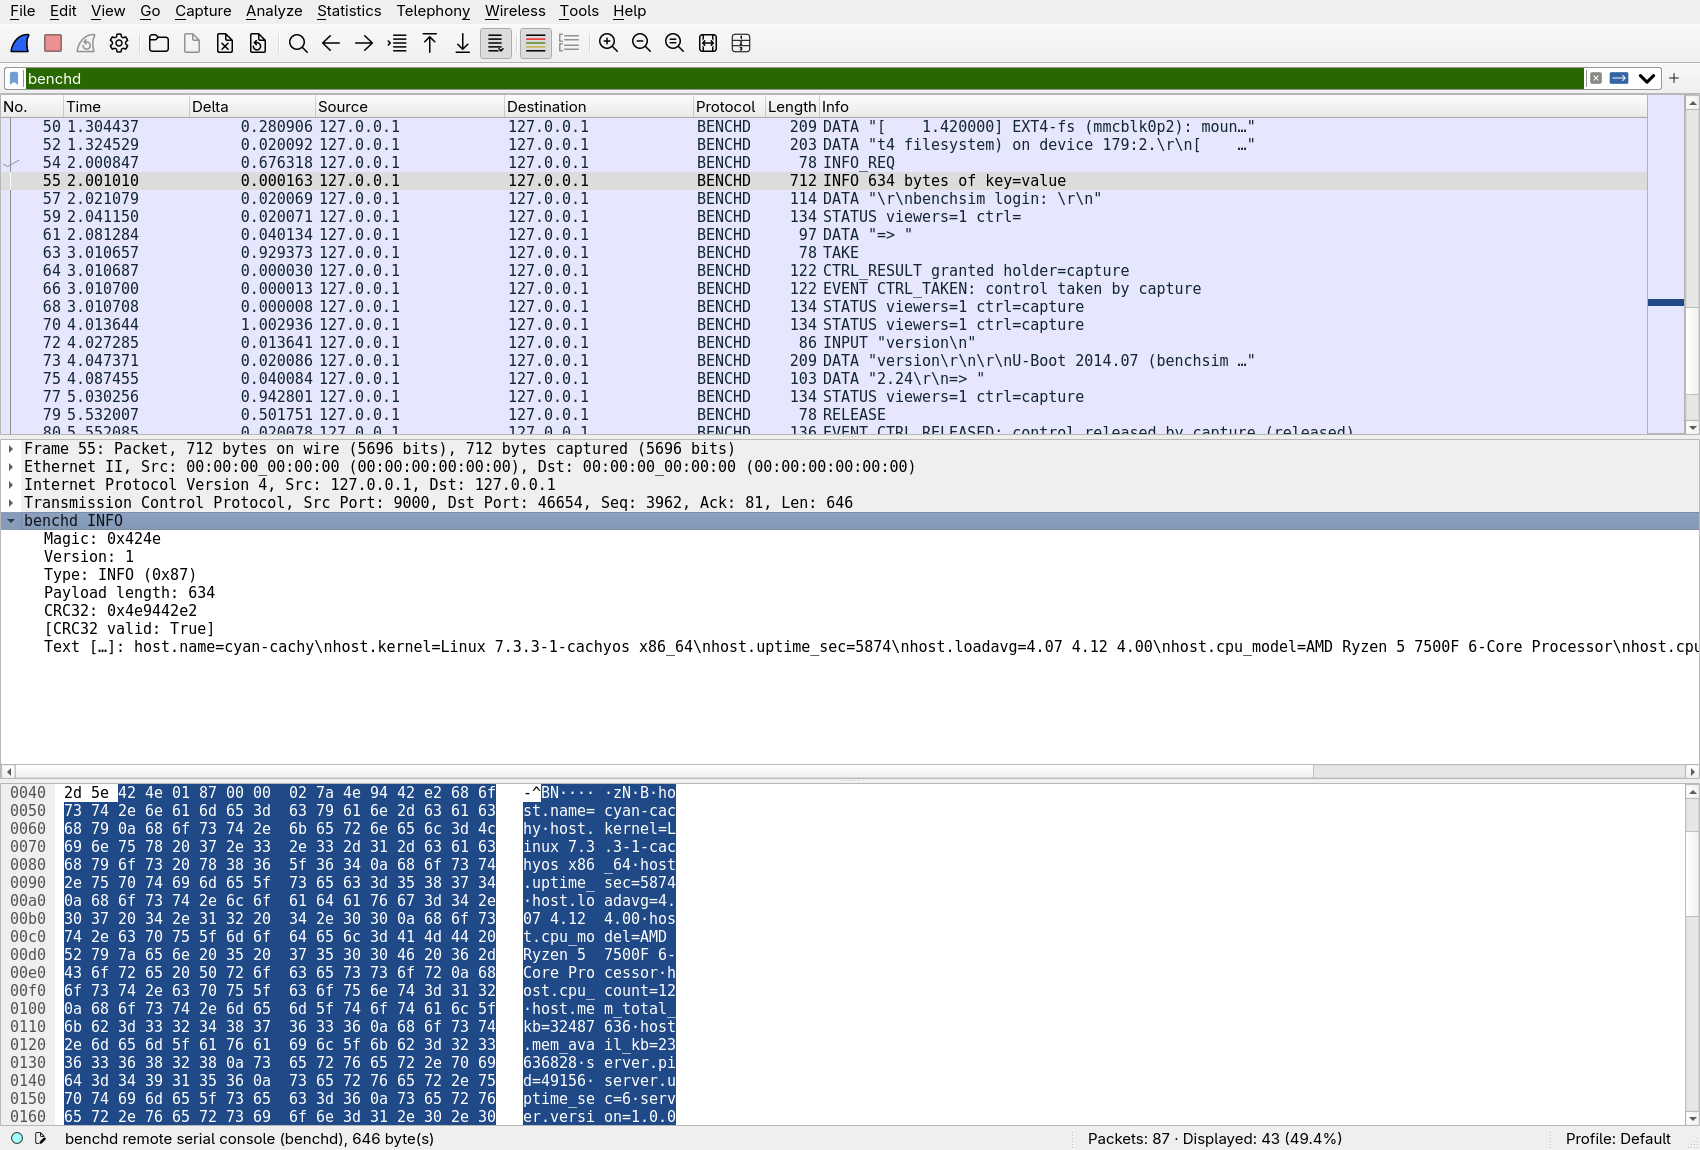 File Edit View Go Capture Analyze Statistics Telephony Wireless Tools Help
benchd
No. Time Delta Source Destination Protocol Length Info
50 1.304437 0.280906 127.0.0.1 127.0.0.1 BENCHD 209 DATA "[    1.420000] EXT4-fs (mmcblk0p2): moun…"
52 1.324529 0.020092 127.0.0.1 127.0.0.1 BENCHD 203 DATA "t4 filesystem) on device 179:2.\r\n[    …"
54 2.000847 0.676318 127.0.0.1 127.0.0.1 BENCHD 78 INFO_REQ
55 2.001010 0.000163 127.0.0.1 127.0.0.1 BENCHD 712 INFO 634 bytes of key=value
57 2.021079 0.020069 127.0.0.1 127.0.0.1 BENCHD 114 DATA "\r\nbenchsim login: \r\n"
59 2.041150 0.020071 127.0.0.1 127.0.0.1 BENCHD 134 STATUS viewers=1 ctrl=
61 2.081284 0.040134 127.0.0.1 127.0.0.1 BENCHD 97 DATA "=> "
63 3.010657 0.929373 127.0.0.1 127.0.0.1 BENCHD 78 TAKE
64 3.010687 0.000030 127.0.0.1 127.0.0.1 BENCHD 122 CTRL_RESULT granted holder=capture
66 3.010700 0.000013 127.0.0.1 127.0.0.1 BENCHD 122 EVENT CTRL_TAKEN: control taken by capture
68 3.010708 0.000008 127.0.0.1 127.0.0.1 BENCHD 134 STATUS viewers=1 ctrl=capture
70 4.013644 1.002936 127.0.0.1 127.0.0.1 BENCHD 134 STATUS viewers=1 ctrl=capture
72 4.027285 0.013641 127.0.0.1 127.0.0.1 BENCHD 86 INPUT "version\n"
73 4.047371 0.020086 127.0.0.1 127.0.0.1 BENCHD 209 DATA "version\r\n\r\nU-Boot 2014.07 (benchsim …"
75 4.087455 0.040084 127.0.0.1 127.0.0.1 BENCHD 103 DATA "2.24\r\n=> "
77 5.030256 0.942801 127.0.0.1 127.0.0.1 BENCHD 134 STATUS viewers=1 ctrl=capture
79 5.532007 0.501751 127.0.0.1 127.0.0.1 BENCHD 78 RELEASE
80 5.552085 0.020078 127.0.0.1 127.0.0.1 BENCHD 136 EVENT CTRL_RELEASED: control released by capture (released)
Frame 55: Packet, 712 bytes on wire (5696 bits), 712 bytes captured (5696 bits)
Ethernet II, Src: 00:00:00_00:00:00 (00:00:00:00:00:00), Dst: 00:00:00_00:00:00 (00:00:00:00:00:00)
Internet Protocol Version 4, Src: 127.0.0.1, Dst: 127.0.0.1
Transmission Control Protocol, Src Port: 9000, Dst Port: 46654, Seq: 3962, Ack: 81, Len: 646
benchd INFO
Magic: 0x424e
Version: 1
Type: INFO (0x87)
Payload length: 634
CRC32: 0x4e9442e2
[CRC32 valid: True]
Text […]: host.name=cyan-cachy\nhost.kernel=Linux 7.3.3-1-cachyos x86_64\nhost.uptime_sec=5874\nhost.loadavg=4.07 4.12 4.00\nhost.cpu_model=AMD Ryzen 5 7500F 6-Core Processor\nhost.cpu
0040 2d 5e 42 4e 01 87 00 00 02 7a 4e 94 42 e2 68 6f -^BN···· ·zN·B·ho
0050 73 74 2e 6e 61 6d 65 3d 63 79 61 6e 2d 63 61 63 st.name= cyan-cac
0060 68 79 0a 68 6f 73 74 2e 6b 65 72 6e 65 6c 3d 4c hy·host. kernel=L
0070 69 6e 75 78 20 37 2e 33 2e 33 2d 31 2d 63 61 63 inux 7.3 .3-1-cac
0080 68 79 6f 73 20 78 38 36 5f 36 34 0a 68 6f 73 74 hyos x86 _64·host
0090 2e 75 70 74 69 6d 65 5f 73 65 63 3d 35 38 37 34 .uptime_ sec=5874
00a0 0a 68 6f 73 74 2e 6c 6f 61 64 61 76 67 3d 34 2e ·host.lo adavg=4.
00b0 30 37 20 34 2e 31 32 20 34 2e 30 30 0a 68 6f 73 07 4.12 4.00·hos
00c0 74 2e 63 70 75 5f 6d 6f 64 65 6c 3d 41 4d 44 20 t.cpu_mo del=AMD
00d0 52 79 7a 65 6e 20 35 20 37 35 30 30 46 20 36 2d Ryzen 5 7500F 6-
00e0 43 6f 72 65 20 50 72 6f 63 65 73 73 6f 72 0a 68 Core Pro cessor·h
00f0 6f 73 74 2e 63 70 75 5f 63 6f 75 6e 74 3d 31 32 ost.cpu_ count=12
0100 0a 68 6f 73 74 2e 6d 65 6d 5f 74 6f 74 61 6c 5f ·host.me m_total_
0110 6b 62 3d 33 32 34 38 37 36 33 36 0a 68 6f 73 74 kb=32487 636·host
0120 2e 6d 65 6d 5f 61 76 61 69 6c 5f 6b 62 3d 32 33 .mem_ava il_kb=23
0130 36 33 36 38 32 38 0a 73 65 72 76 65 72 2e 70 69 636828·s erver.pi
0140 64 3d 34 39 31 35 36 0a 73 65 72 76 65 72 2e 75 d=49156· server.u
0150 70 74 69 6d 65 5f 73 65 63 3d 36 0a 73 65 72 76 ptime_se c=6·serv
0160 65 72 2e 76 65 72 73 69 6f 6e 3d 31 2e 30 2e 30 er.versi on=1.0.0
benchd remote serial console (benchd), 646 byte(s) Packets: 87 · Displayed: 43 (49.4%) Profile: Default